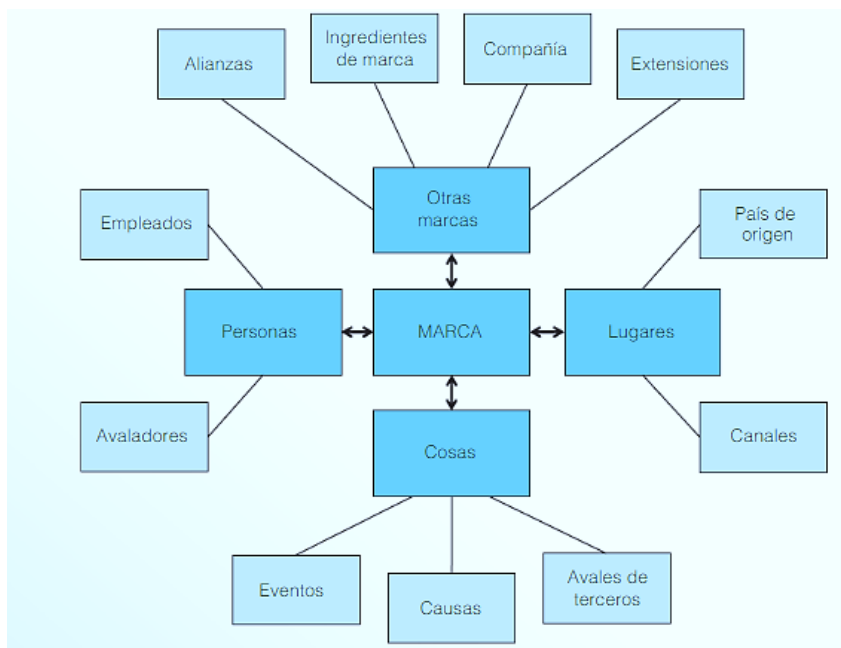 Alianzas
Ingredientes
de marca
Compañía
Extensiones
Otras
marcas
Empleados
País de
origen
Personas
MARCA
Lugares
Avaladores
Canales
Cosas
Eventos
Causas
Avales de
terceros